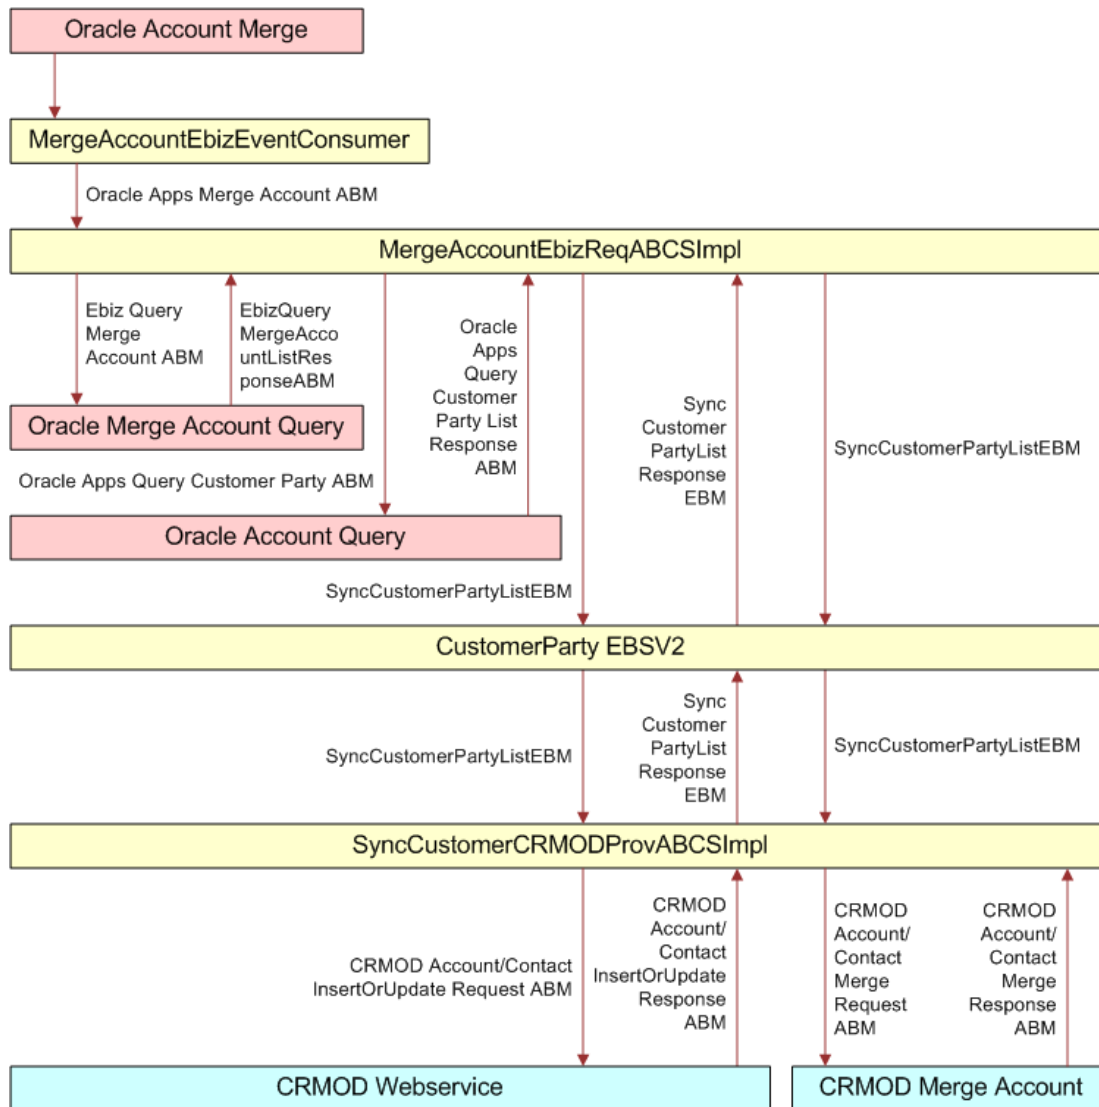 Oracle Account Merge
MergeAccountEbizEventConsumer
Oracle Apps Merge Account ABM
MergeAccountEbizReqABCSImpl
Ebiz Query
Merge
Account ABM
EbizQuery
MergeAcco
untListRes
ponseABM
Oracle
Apps
Query
Customer
Party List
Response
ABM
Sync
Customer
PartyList
Response
EBM
SyncCustomerPartyListEBM
Oracle Merge Account Query
Oracle Apps Query Customer Party ABM
Oracle Account Query
SyncCustomerPartyListEBM
CustomerParty EBSV2
SyncCustomerPartyListEBM
Sync
Customer
PartyList
Response
EBM
SyncCustomerPartyListEBM
SyncCustomerCRMODProvABCSImpl
CRMOD Account/Contact
InsertOrUpdate Request ABM
CRMOD
Account/
Contact
InsertOrUpdate
Response
ABM
CRMOD
Account/
Contact
Merge
Request
ABM
CRMOD
Account/
Contact
Merge
Response
ABM
CRMOD Webservice
CRMOD Merge Account